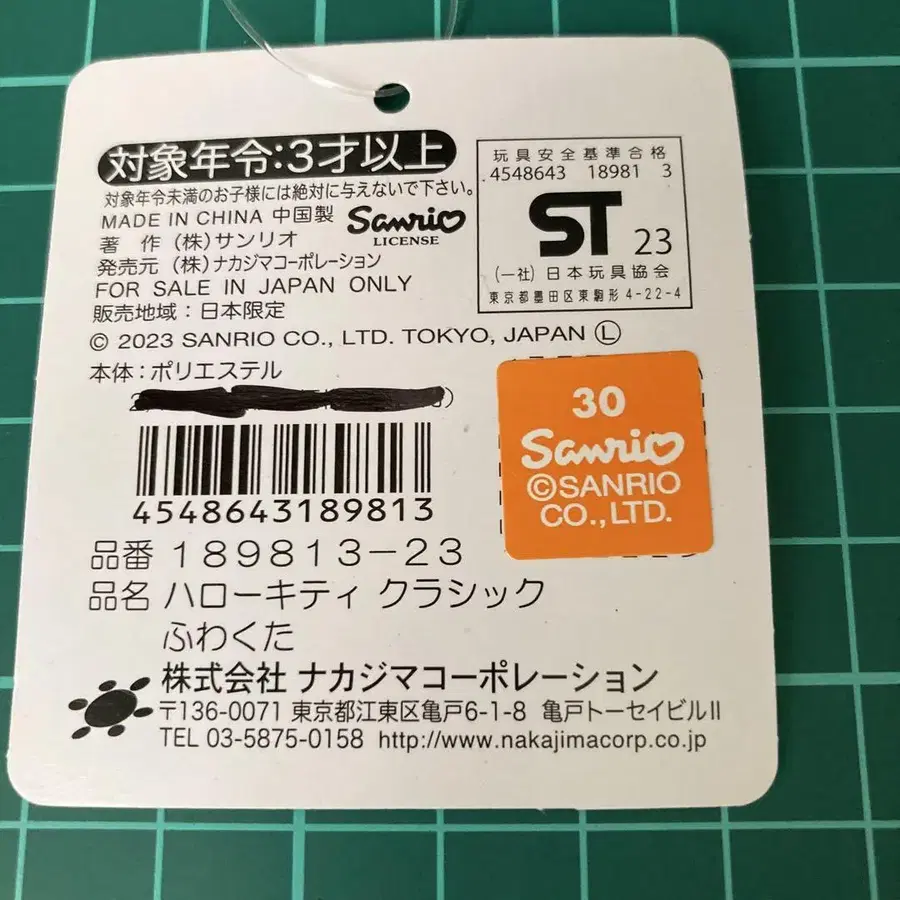 対象年令:3才以上
対象年令未満のお子様には絶対に与えないで下さい。
MADE IN CHINA 中国製
Sanrio
LICENSE
著 作 (株)サンリオ
発売元 (株)ナカジマコーポレーション
FOR SALE IN JAPAN ONLY
販売地域:日本限定
© 2023 SANRIO CO., LTD. TOKYO, JAPAN Ⓛ
玩具安全基準合格
4548643 18981 3
ST 23
(一社)日本玩具協会
東京都墨田区東駒形4-22-4
本体:ポリエステル
30
Sanrio
©SANRIO
CO.,LTD.
4548643189813
品番 189813-23
品名 ハローキティ クラシック
ふわくた
株式会社 ナカジマコーポレーション
〒136-0071 東京都江東区亀戸6-1-8 亀戸トーセイビルⅡ
TEL 03-5875-0158 http://www.nakajimacorp.co.jp